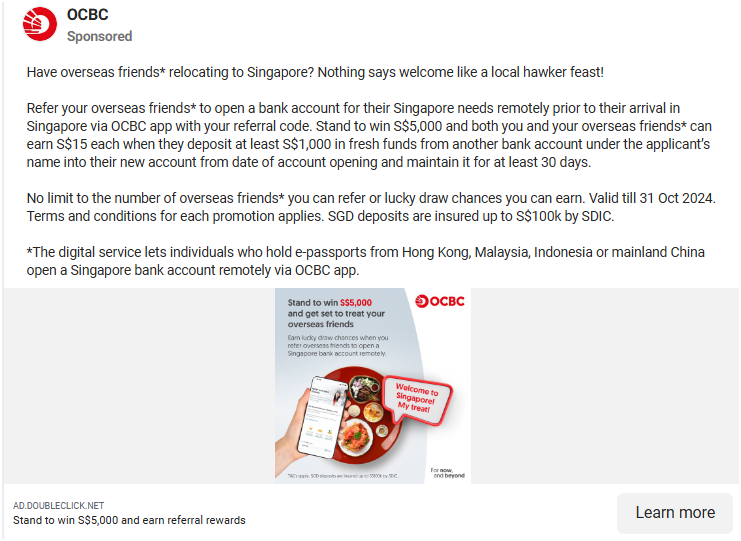 OCBC
Sponsored
Have overseas friends* relocating to Singapore? Nothing says welcome like a local hawker feast!
Refer your overseas friends* to open a bank account for their Singapore needs remotely prior to their arrival in
Singapore via OCBC app with your referral code. Stand to win S$5,000 and both you and your overseas friends* can
earn S$15 each when they deposit at least S$1,000 in fresh funds from another bank account under the applicant's
name into their new account from date of account opening and maintain it for at least 30 days.
No limit to the number of overseas friends* you can refer or lucky draw chances you can earn. Valid till 31 Oct 2024.
Terms and conditions for each promotion applies. SGD deposits are insured up to S$100k by SDIC.
*The digital service lets individuals who hold e-passports from Hong Kong, Malaysia, Indonesia or mainland China
open a Singapore bank account remotely via OCBC app.
Stand to win S$5,000
and get set to treat your
overseas friends
OCBC
Earn lucky draw chances when you
refer overseas friends to open a
Singapore bank account remotely.
Welcome to
Singapore!
My treat!
For now,
and beyond
*T&Cs apply. SGD deposits are insured up to S$100k by SDIC.
AD.DOUBLECLICK.NET
Stand to win S$5,000 and earn referral rewards
Learn more